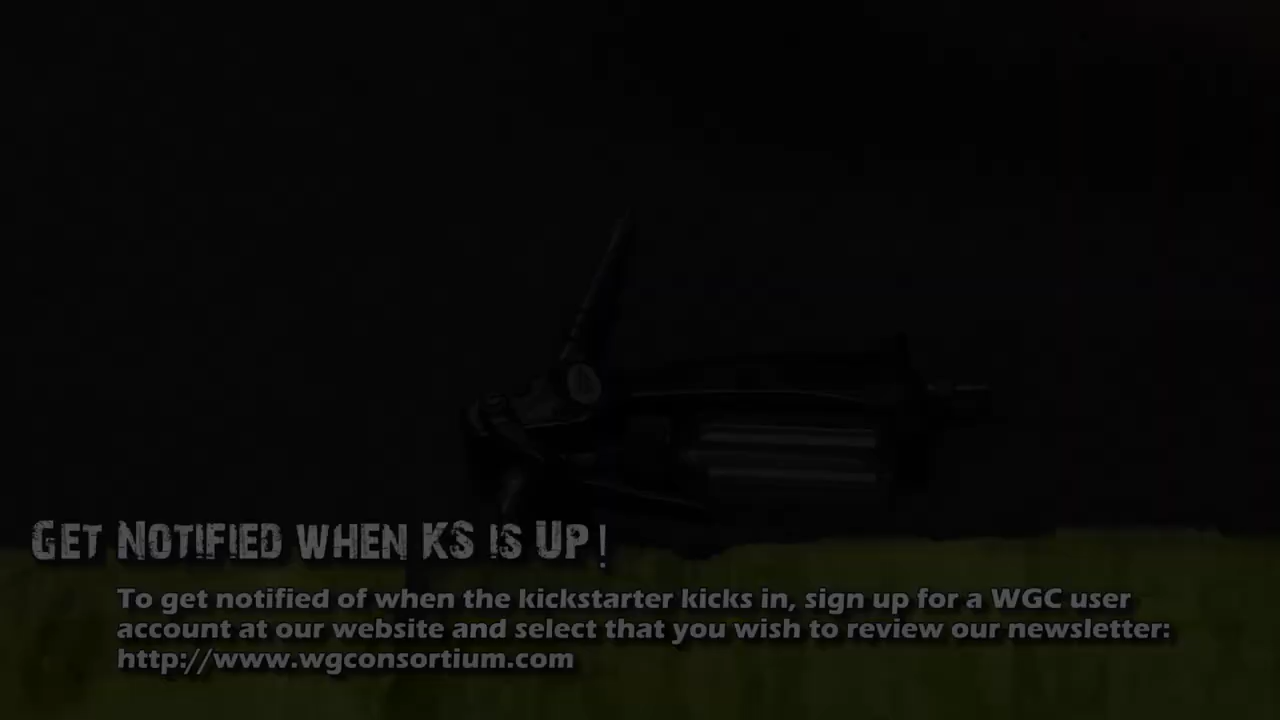 GET NOTIFIED WHEN KS IS UP!
To get notified of when the kickstarter kicks in, sign up for a WGC user
account at our website and select that you wish to review our newsletter:
http://www.wgconsortium.com